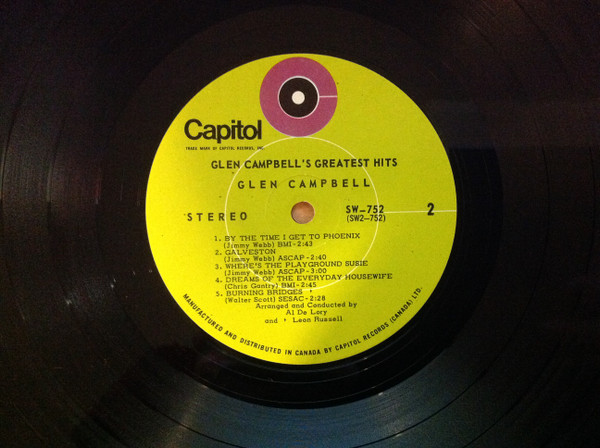 Capitol
TRADE MARK OF CAPITOL RECORDS, INC.
GLEN CAMPBELL'S GREATEST HITS
GLEN CAMPBELL
STEREO
SW-752
(SW2-752)
2
1. BY THE TIME I GET TO PHOENIX
(Jimmy Webb) BMI-2:43
2. GALVESTON
(Jimmy Webb) ASCAP-2:40
3. WHERE'S THE PLAYGROUND SUSIE
(Jimmy Webb) ASCAP-3:00
4. DREAMS OF THE EVERYDAY HOUSEWIFE
(Chris Gantry) BMI-2:45
5. BURNING BRIDGES *
(Walter Scott) SESAC-2:28
Arranged and Conducted by
Al De Lory
and * Leon Russell
MANUFACTURED AND DISTRIBUTED IN CANADA BY CAPITOL RECORDS (CANADA) LTD.